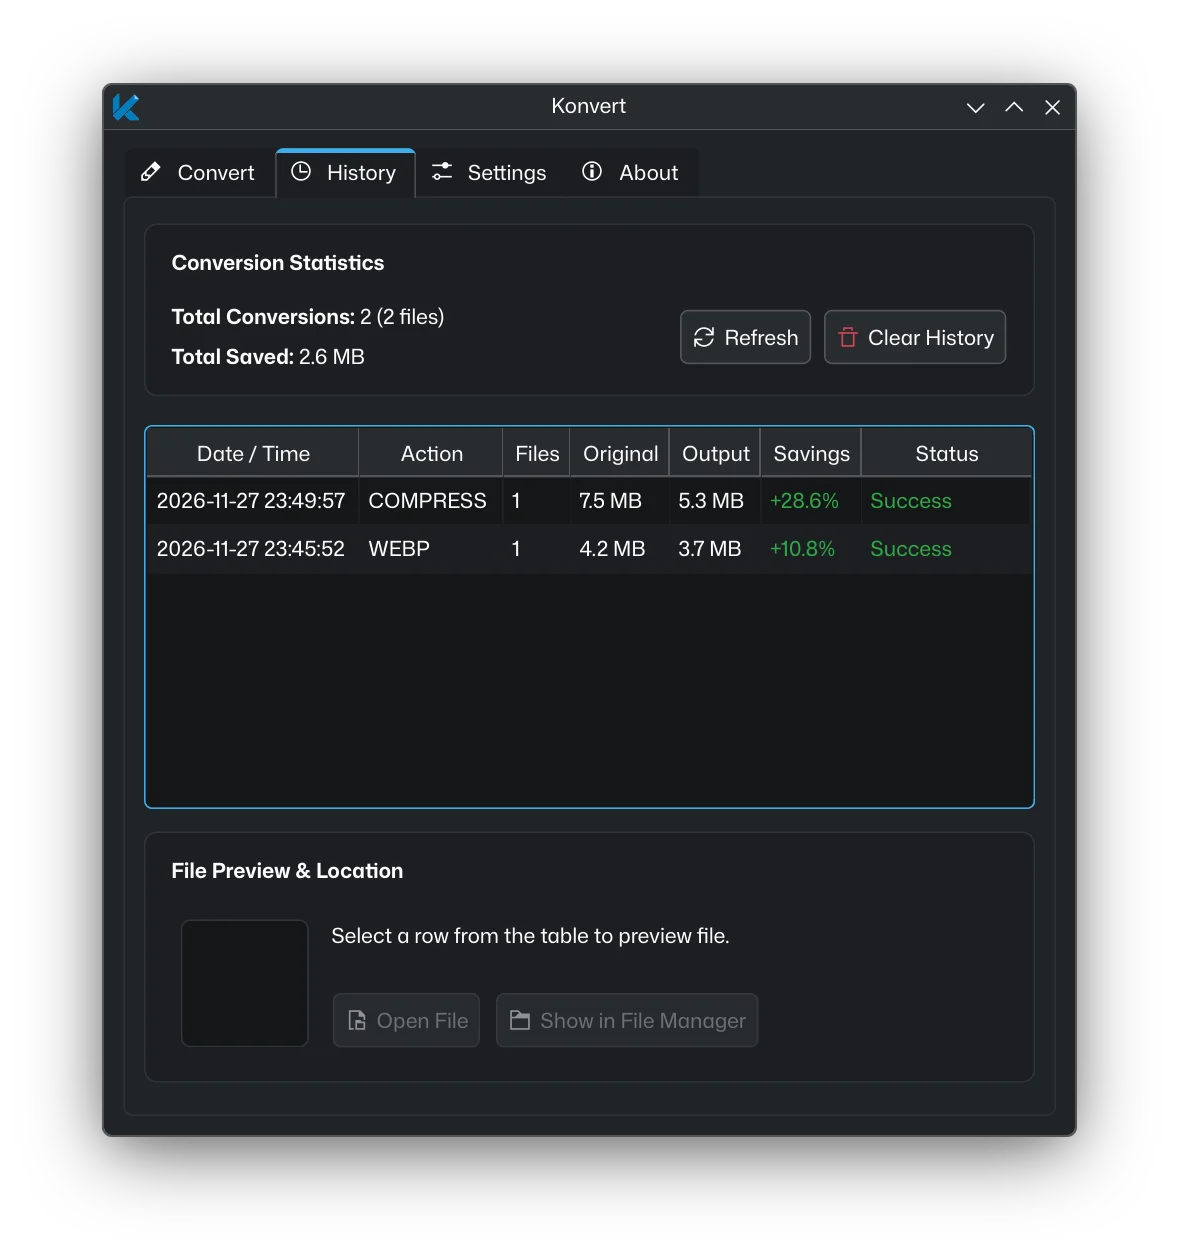 Konvert
Convert History Settings About
Conversion Statistics
Total Conversions: 2 (2 files)
Total Saved: 2.6 MB
Refresh Clear History
Date / Time Action Files Original Output Savings Status
2026-11-27 23:49:57 COMPRESS 1 7.5 MB 5.3 MB +28.6% Success
2026-11-27 23:45:52 WEBP 1 4.2 MB 3.7 MB +10.8% Success
File Preview & Location
Select a row from the table to preview file.
Open File Show in File Manager